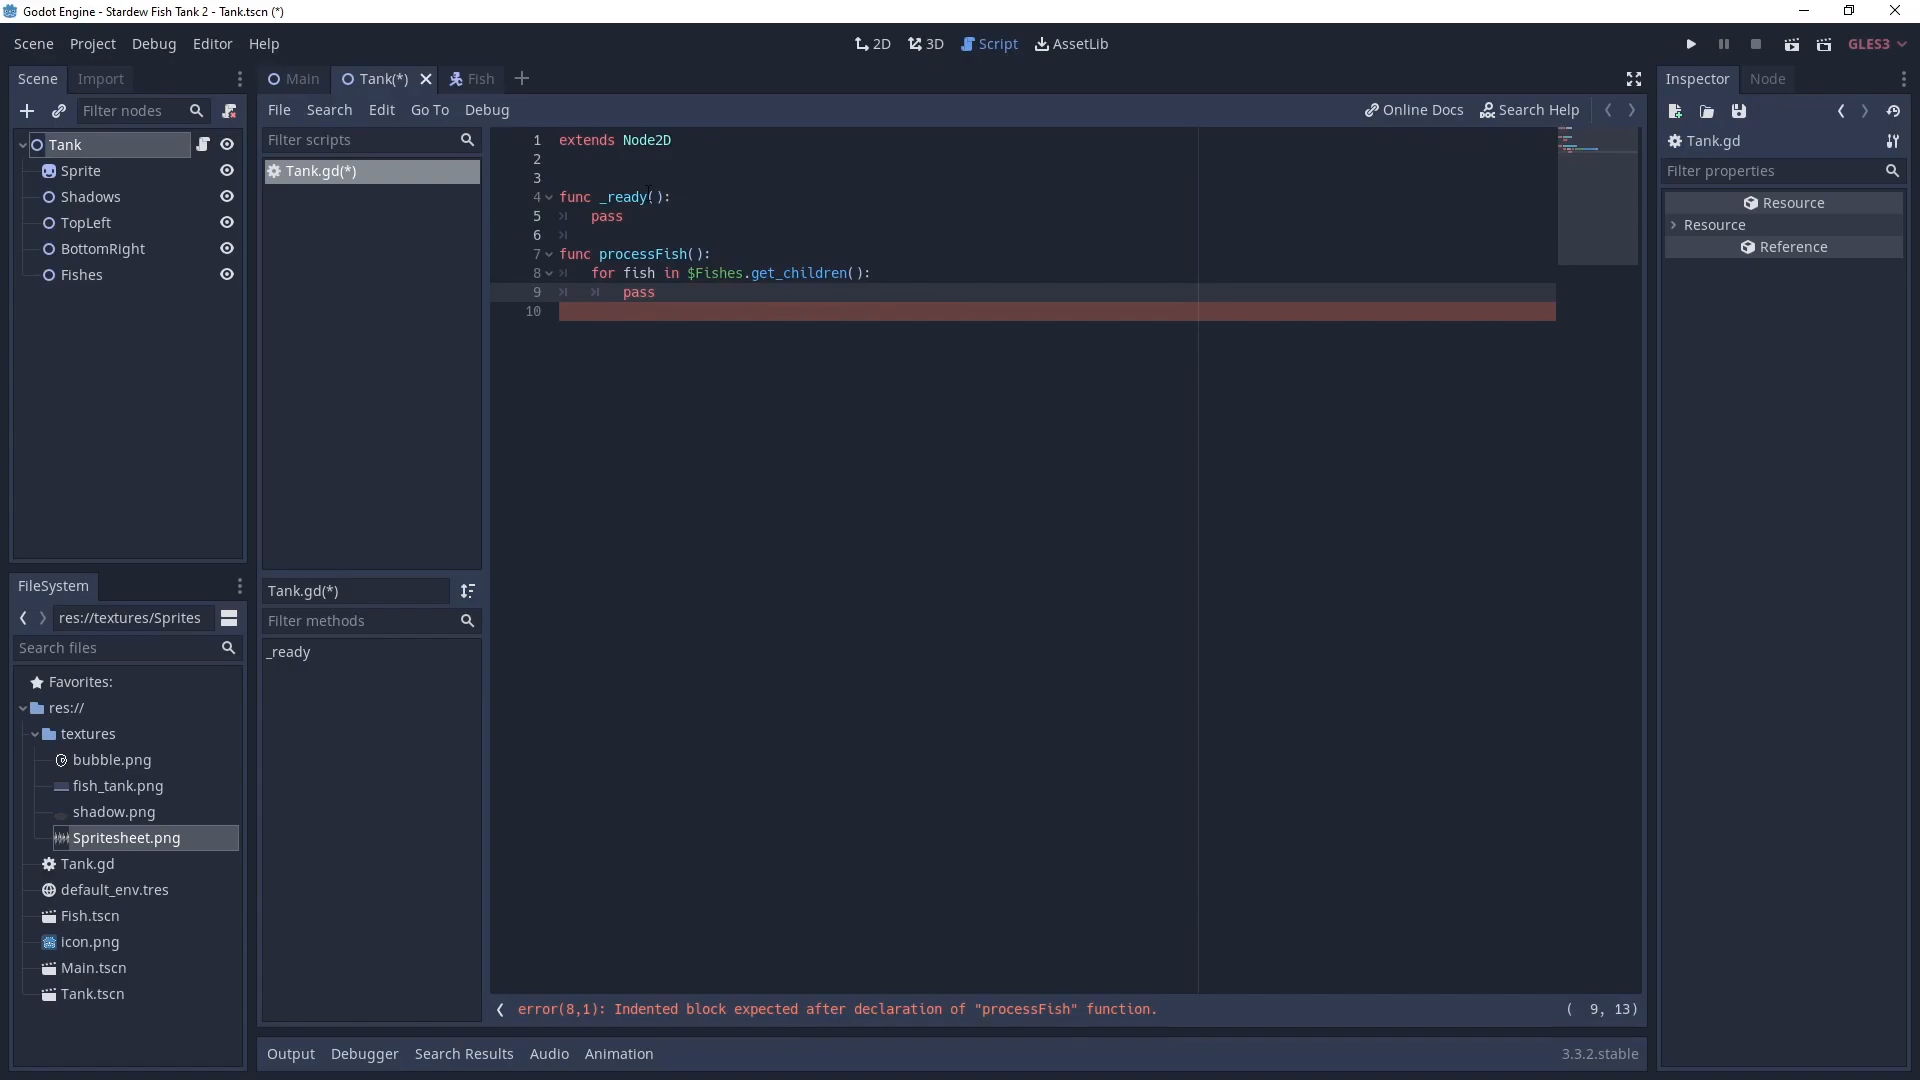 Godot Engine - Stardew Fish Tank 2 - Tank.tscn (*)
Scene Project Debug Editor Help
2D 3D Script AssetLib
GLES3
Scene Import
Filter nodes
Tank
Sprite
Shadows
TopLeft
BottomRight
Fishes
FileSystem
res://textures/Sprites
Search files
Favorites:
res://
textures
bubble.png
fish_tank.png
shadow.png
Spritesheet.png
Tank.gd
default_env.tres
Fish.tscn
icon.png
Main.tscn
Tank.tscn
Main Tank(*) Fish
File Search Edit Go To Debug
Online Docs Search Help
Filter scripts
Tank.gd(*)
Tank.gd(*)
Filter methods
_ready
1 extends Node2D
2
3
4 func _ready():
5 pass
6
7 func processFish():
8 for fish in $Fishes.get_children():
9 pass
10
error(8,1): Indented block expected after declaration of "processFish" function.
( 9, 13)
Output Debugger Search Results Audio Animation
3.3.2.stable
Inspector Node
Tank.gd
Filter properties
Resource
Resource
Reference